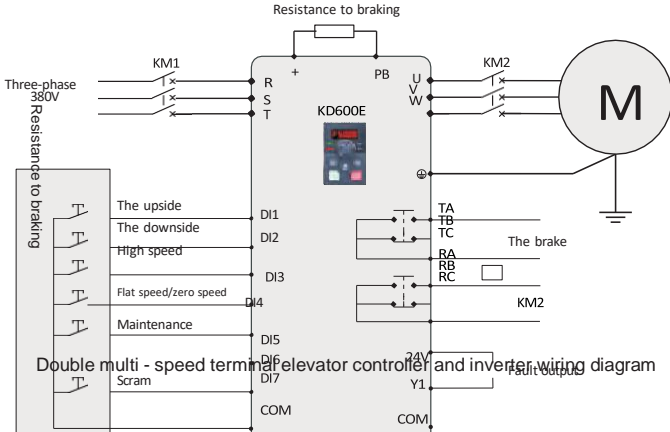 Resistance to braking
KM1
Three-phase
380V
Resistance to braking
R
S
T
+
PB
U
V
W
KM2
M
KD600E
The upside
The downside
High speed
Flat speed/zero speed
Maintenance
Scram
DI1
DI2
DI3
DI4
DI5
DI6
DI7
COM
TA
TB
TC
The brake
RA
RB
RC
KM2
24V
Y1
Fault output
COM
Double multi - speed terminal elevator controller and inverter wiring diagram